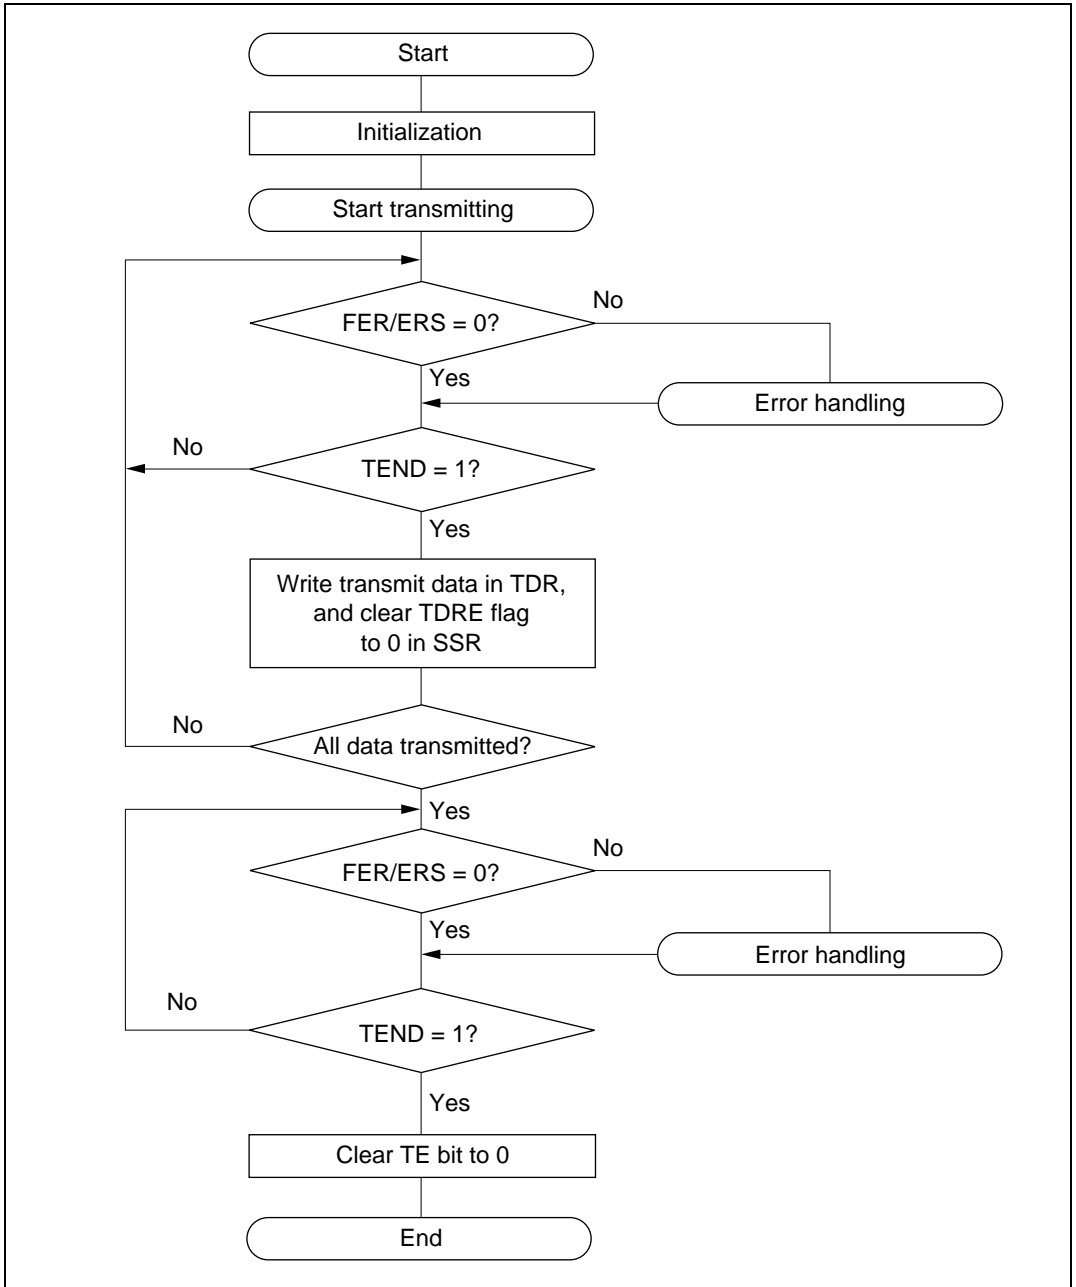 Start
Initialization
Start transmitting
No
FER/ERS = 0?
Yes
Error handling
No
TEND = 1?
Yes
Write transmit data in TDR,
and clear TDRE flag
to 0 in SSR
No
All data transmitted?
Yes
No
FER/ERS = 0?
Yes
Error handling
No
TEND = 1?
Yes
Clear TE bit to 0
End